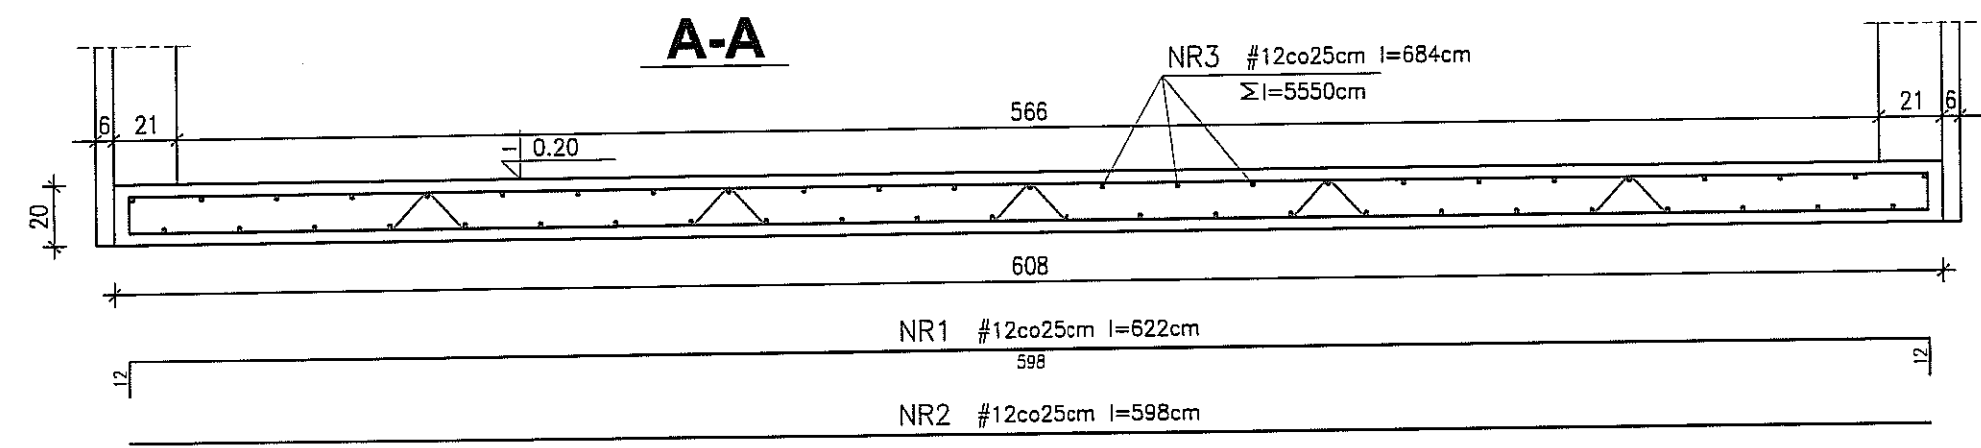 A-A
NR3 #12co25cm l=684cm
Σl=5550cm
6 21 566 21 6
0.20
20
608
NR1 #12co25cm l=622cm
12 598 12
NR2 #12co25cm l=598cm